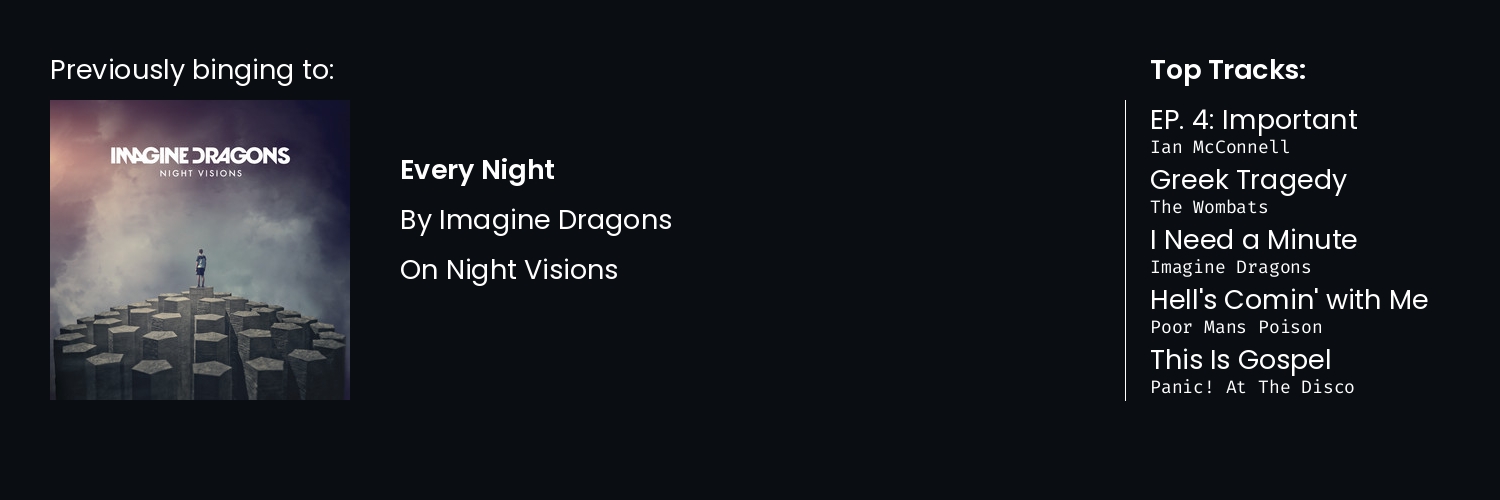 Previously binging to:
IMAGINE DRAGONS
NIGHT VISIONS
Every Night
By Imagine Dragons
On Night Visions
Top Tracks:
EP. 4: Important
Ian McConnell
Greek Tragedy
The Wombats
I Need a Minute
Imagine Dragons
Hell's Comin' with Me
Poor Mans Poison
This Is Gospel
Panic! At The Disco